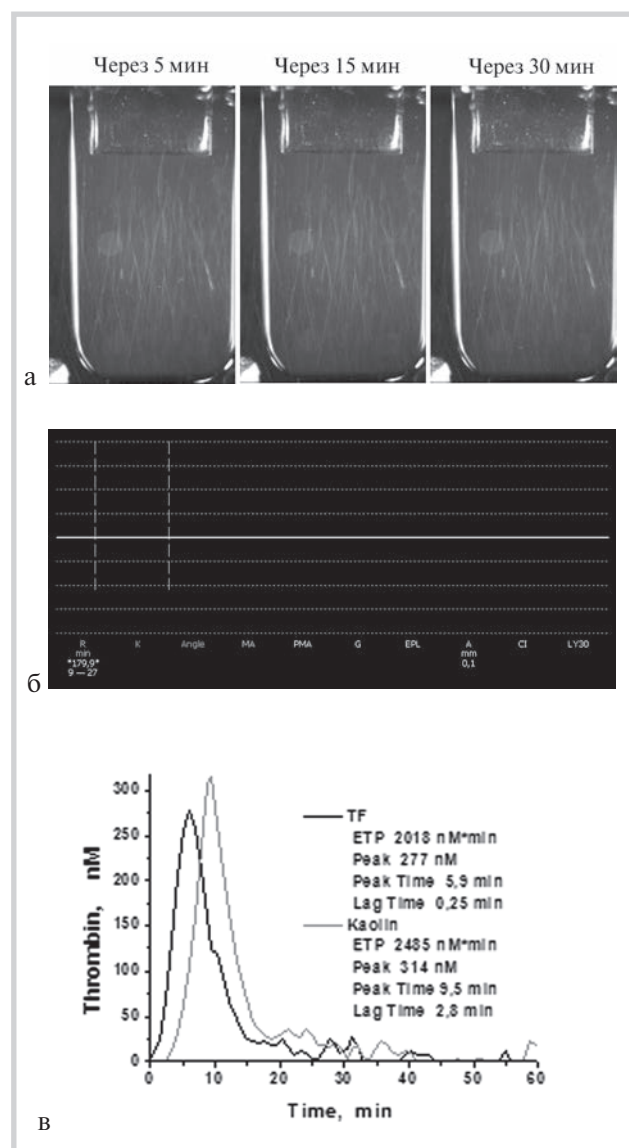 Через 5 мин Через 15 мин Через 30 мин
а
R K Angle MA PMA G EPL A CI LY30
min mm
*179,9* 0,1
9 — 27
б
Thrombin, nM
300
250
200
150
100
50
0
0 10 20 30 40 50 60
Time, min
TF
ETP 2018 nM*min
Peak 277 nM
Peak Time 5,9 min
Lag Time 0,25 min
Kaolin
ETP 2485 nM*min
Peak 314 nM
Peak Time 9,5 min
Lag Time 2,8 min
в